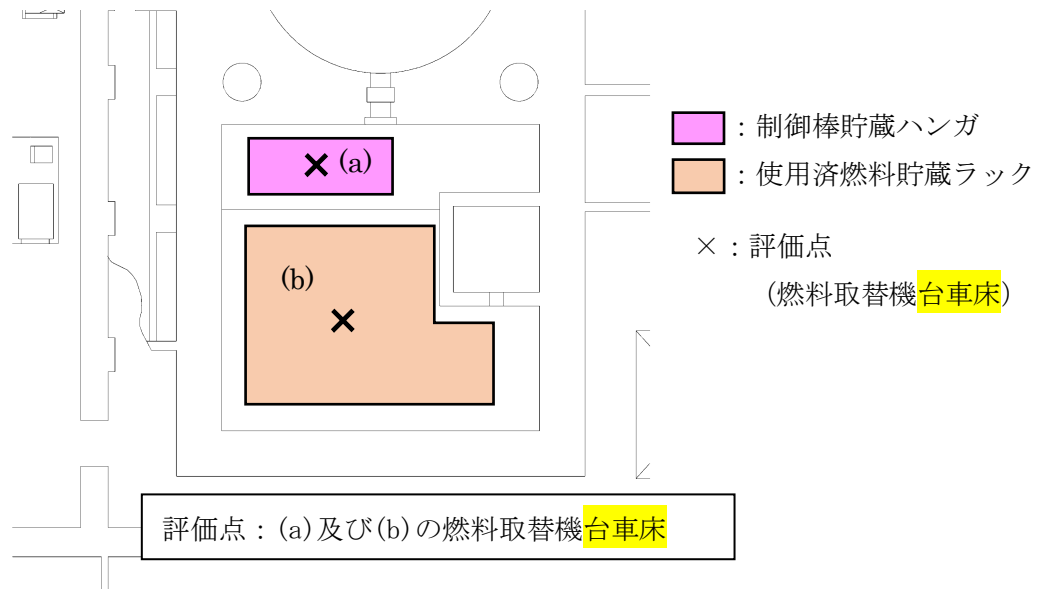 (a)
：制御棒貯蔵ハンガ
：使用済燃料貯蔵ラック
(b)
×：評価点
(燃料取替機台車床)
評価点：(a)及び(b)の燃料取替機台車床